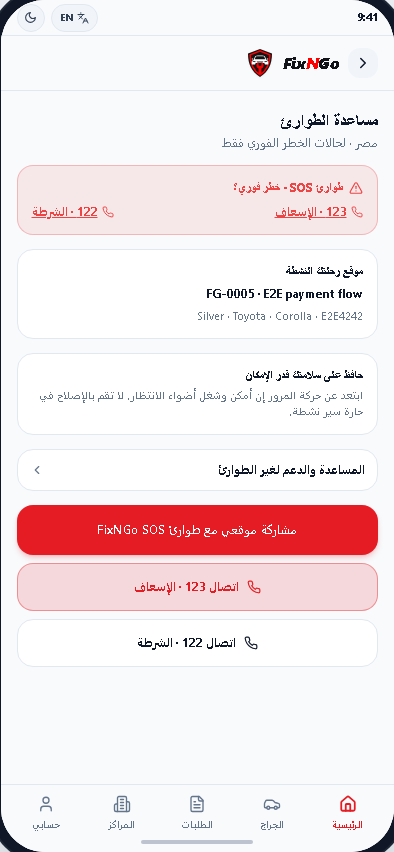 9:41
EN
FixNGo
مساعدة الطوارئ
مصر · لحالات الخطر الفوري فقط
طوارئ SOS - خطر فوري؟
123 · الإسعاف
122 · الشرطة
موقع رحلتك النشطة
FG-0005 · E2E payment flow
Silver · Toyota · Corolla · E2E4242
حافظ على سلامتك قدر الإمكان
ابتعد عن حركة المرور إن أمكن وشغل أضواء الانتظار. لا تقم بالإصلاح في
حارة سير نشطة.
المساعدة والدعم لغير الطوارئ
مشاركة موقعي مع طوارئ FixNGo SOS
اتصال 123 · الإسعاف
اتصال 122 · الشرطة
الرئيسية
الجراج
الطلبات
المراكز
حسابي